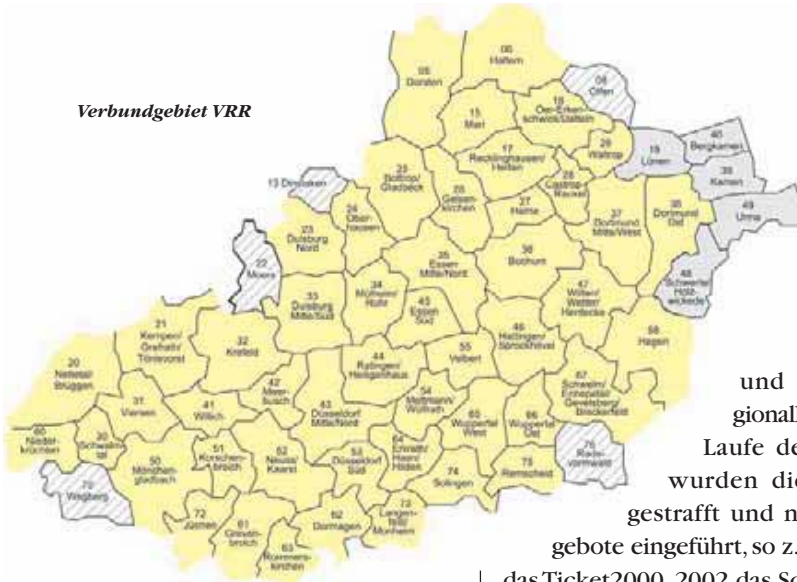 Verbundgebiet VRR
06
Haltern
05
Dorsten
08
Olfen
15
Marl
16
Oer-Erken-
schwick/Datteln
17
Recklinghausen/
Herten
29
Waltrop
19
Lünen
40
Bergkamen
39
Kamen
49
Unna
13 Dinslaken
25
Bottrop/
Gladbeck
26
Gelsen-
kirchen
28
Castrop-
Rauxel
27
Herne
37
Dortmund
Mitte/West
38
Dortmund
Ost
24
Ober-
hausen
23
Duisburg
Nord
22
Moers
35
Essen
Mitte/Nord
36
Bochum
48
Schwerte/
Holz-
wickede
33
Duisburg
Mitte/Süd
34
Mülheim/
Ruhr
45
Essen
Süd
47
Witten/
Wetter/
Herdecke
46
Hattingen/
Sprockhövel
58
Hagen
21
Kempen/
Grefrath/
Tönisvorst
32
Krefeld
20
Nettetal/
Brüggen
44
Ratingen/
Heiligenhaus
55
Velbert
31
Viersen
41
Willich
42
Meer-
busch
43
Düsseldorf
Mitte/Nord
54
Mettmann/
Wülfrath
65
Wuppertal
West
66
Wuppertal
Ost
67
Schwelm/
Ennepetal/
Gevelsberg/
Breckerfeld
60
Nieder-
krüchten
30
Schwalm-
tal
50
Mönchen-
gladbach
51
Korschen-
broich
52
Neuss/
Kaarst
53
Düsseldorf
Süd
64
Erkrath/
Haan/
Hilden
74
Solingen
75
Remscheid
76
Rade-
vormwald
70
Wegberg
72
Jüchen
61
Greven-
broich
62
Dormagen
73
Langen-
feld/
Monheim
63
Rommers-
kirchen
und
gionall
Laufe de
wurden die
gestrafft und n
gebote eingeführt, so z.
das Ticket2000, 2002 das Sc